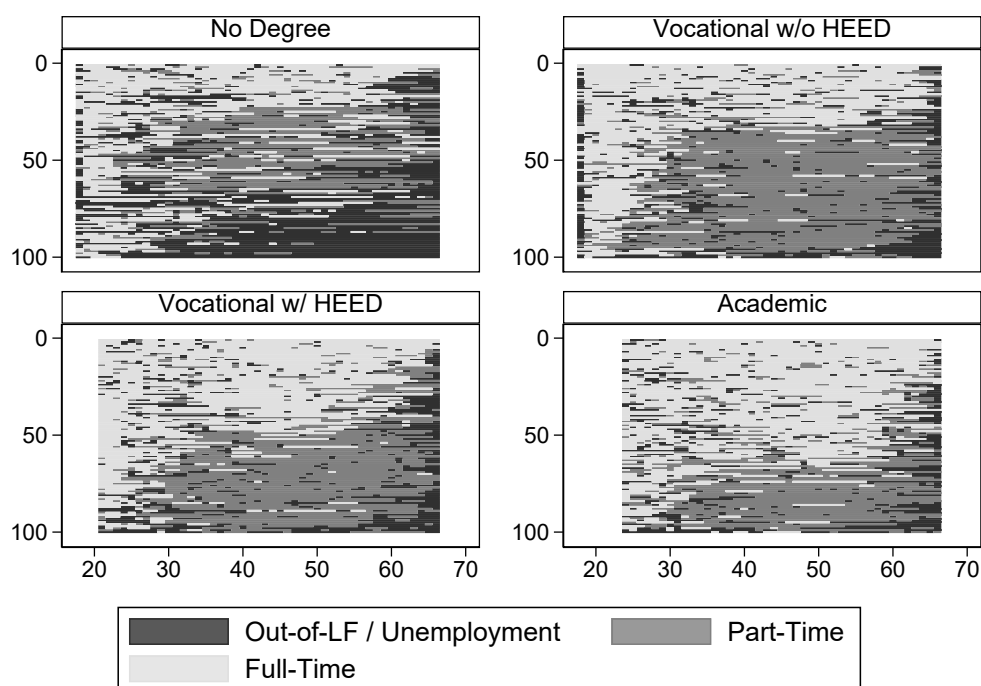 No Degree
Vocational w/o HEED
0
50
100
0
50
100
Vocational w/ HEED
Academic
0
50
100
0
50
100
20 30 40 50 60 70
20 30 40 50 60 70
Out-of-LF / Unemployment
Part-Time
Full-Time